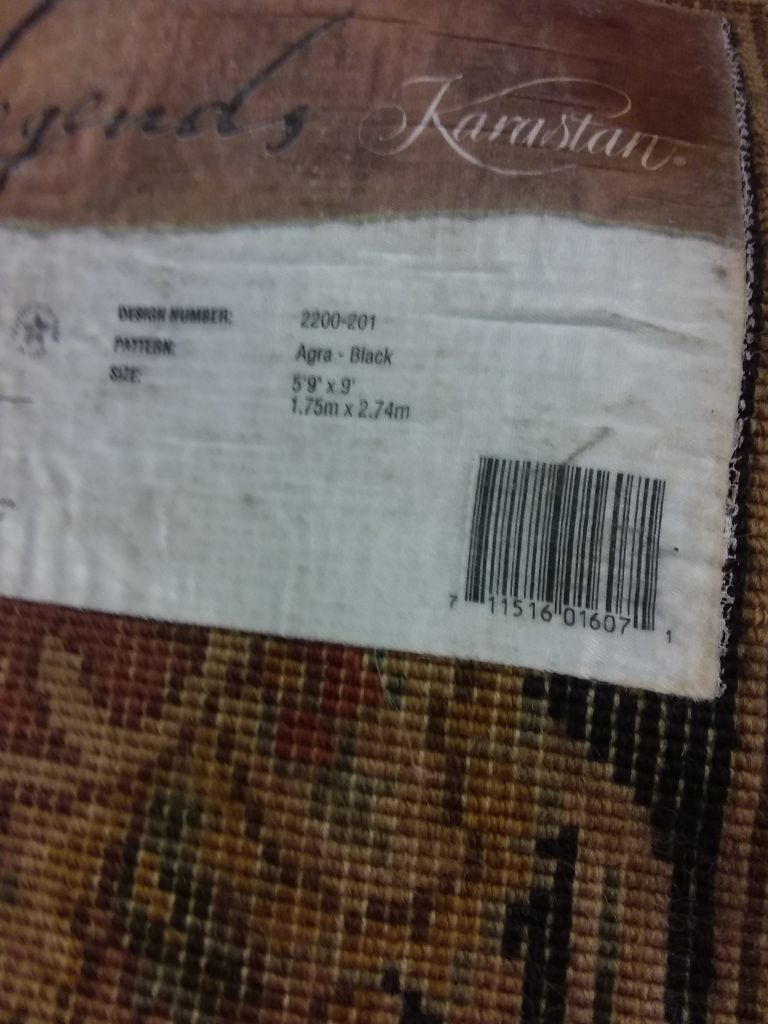 egends Karastan
DESIGN NUMBER: 2200-201
PATTERN: Agra - Black
SIZE: 5'9" x 9'
1.75m x 2.74m
7 11516 01607 1